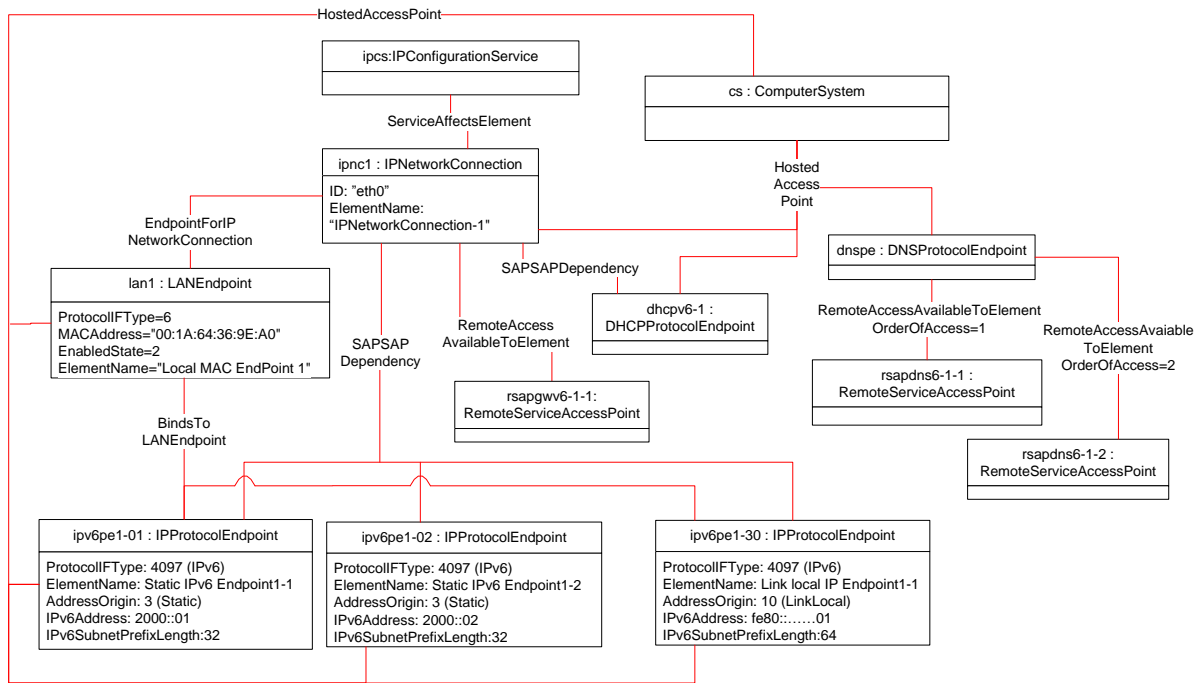 HostedAccessPoint
ipcs:IPConfigurationService
cs : ComputerSystem
ServiceAffectsElement
ipnc1 : IPNetworkConnection
ID: ”eth0”
ElementName:
“IPNetworkConnection-1”
Hosted
Access
Point
EndpointForIP
NetworkConnection
dnspe : DNSProtocolEndpoint
SAPSAPDependency
lan1 : LANEndpoint
ProtocolIFType=6
MACAddress="00:1A:64:36:9E:A0"
EnabledState=2
ElementName="Local MAC EndPoint 1"
dhcpv6-1 :
DHCPProtocolEndpoint
RemoteAccessAvailableToElement
OrderOfAccess=1
RemoteAccessAvaiable
ToElement
OrderOfAccess=2
RemoteAccess
AvailableToElement
SAPSAP
Dependency
rsapgwv6-1-1:
RemoteServiceAccessPoint
rsapdns6-1-1 :
RemoteServiceAccessPoint
BindsTo
LANEndpoint
rsapdns6-1-2 :
RemoteServiceAccessPoint
ipv6pe1-01 : IPProtocolEndpoint
ProtocolIFType: 4097 (IPv6)
ElementName: Static IPv6 Endpoint1-1
AddressOrigin: 3 (Static)
IPv6Address: 2000::01
IPv6SubnetPrefixLength:32
ipv6pe1-02 : IPProtocolEndpoint
ProtocolIFType: 4097 (IPv6)
ElementName: Static IPv6 Endpoint1-2
AddressOrigin: 3 (Static)
IPv6Address: 2000::02
IPv6SubnetPrefixLength:32
ipv6pe1-30 : IPProtocolEndpoint
ProtocolIFType: 4097 (IPv6)
ElementName: Link local IP Endpoint1-1
AddressOrigin: 10 (LinkLocal)
IPv6Address: fe80::......01
IPv6SubnetPrefixLength:64